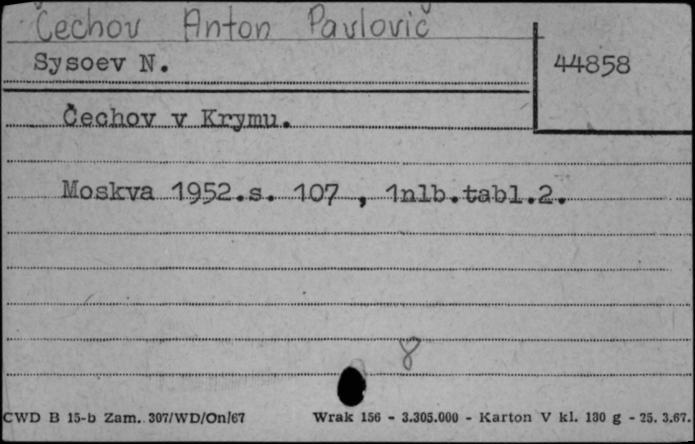 Čechov Anton Pavlovič
Sysoev N.
44858
Čechov v Krymu.
Moskva 1952.s. 107 , 1nlb.tabl.2.
8
CWD B 15-b Zam. 307/WD/On/67 Wrak 156 - 3.305.000 - Karton V kl. 130 g - 25. 3.67.